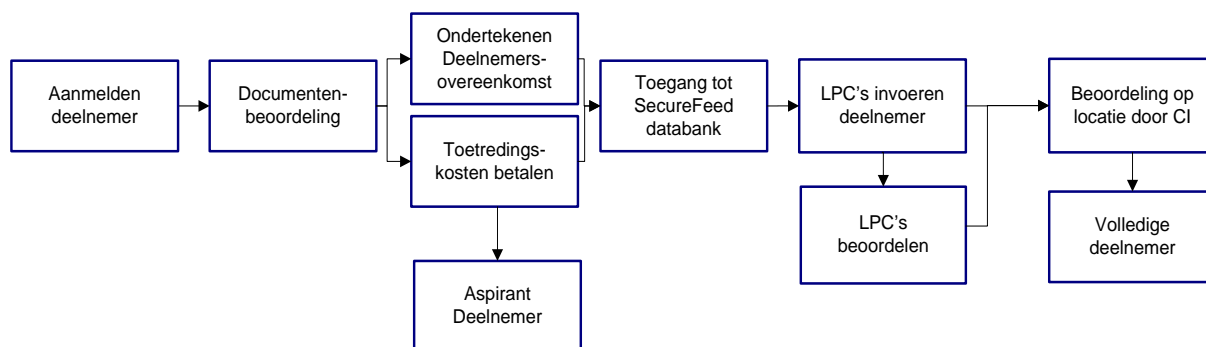 Aanmelden
deelnemer
Documenten-
beoordeling
Ondertekenen
Deelnemers-
overeenkomst
Toetredings-
kosten betalen
Aspirant
Deelnemer
Toegang tot
SecureFeed
databank
LPC's invoeren
deelnemer
LPC's
beoordelen
Beoordeling op
locatie door CI
Volledige
deelnemer